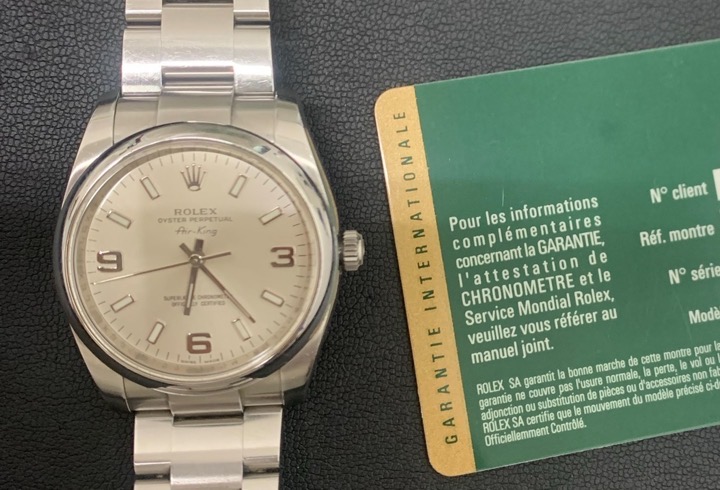 ROLEX
OYSTER PERPETUAL
Air-King
9
3
SUPERLATIVE CHRONOMETER
OFFICIALLY CERTIFIED
6
GARANTIE INTERNATIONALE
Pour les informations
complémentaires
concernant la GARANTIE,
l'attestation de
CHRONOMETRE et le
Service Mondial Rolex,
veuillez vous référer au
manuel joint.
N° client
Réf. montre
N° série
Modè
ROLEX SA garantit la bonne marche de cette montre pour la
garantie ne couvre pas l'usure normale, la perte, le vol ou
adjonction ou substitution de pièces ou d'accessoires non fab
ROLEX SA certifie que le mouvement du modèle précisé ci-d
Officiellement Contrôlé.